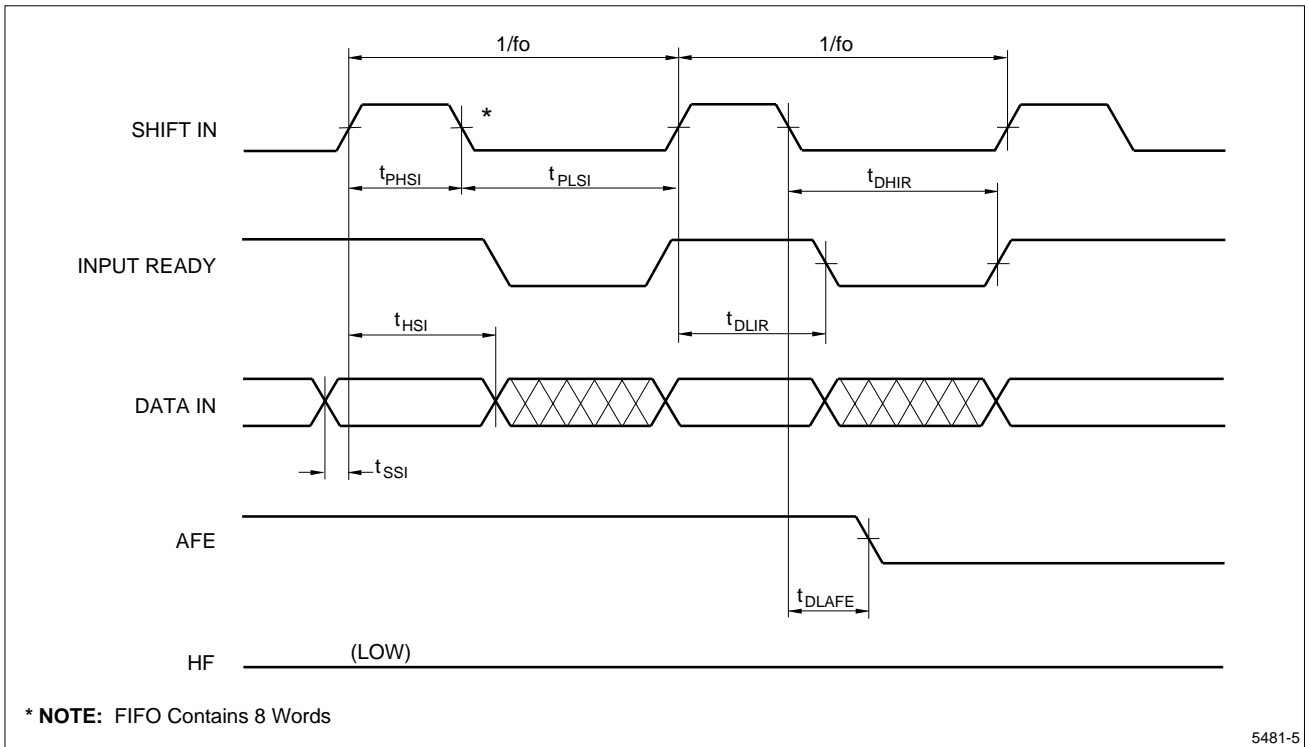 1/fo 1/fo
SHIFT IN
*
tPHSI tPLSI tDHIR
INPUT READY
tHSI tDLIR
DATA IN
tSSI
AFE
tDLAFE
HF (LOW)
* NOTE: FIFO Contains 8 Words
5481-5